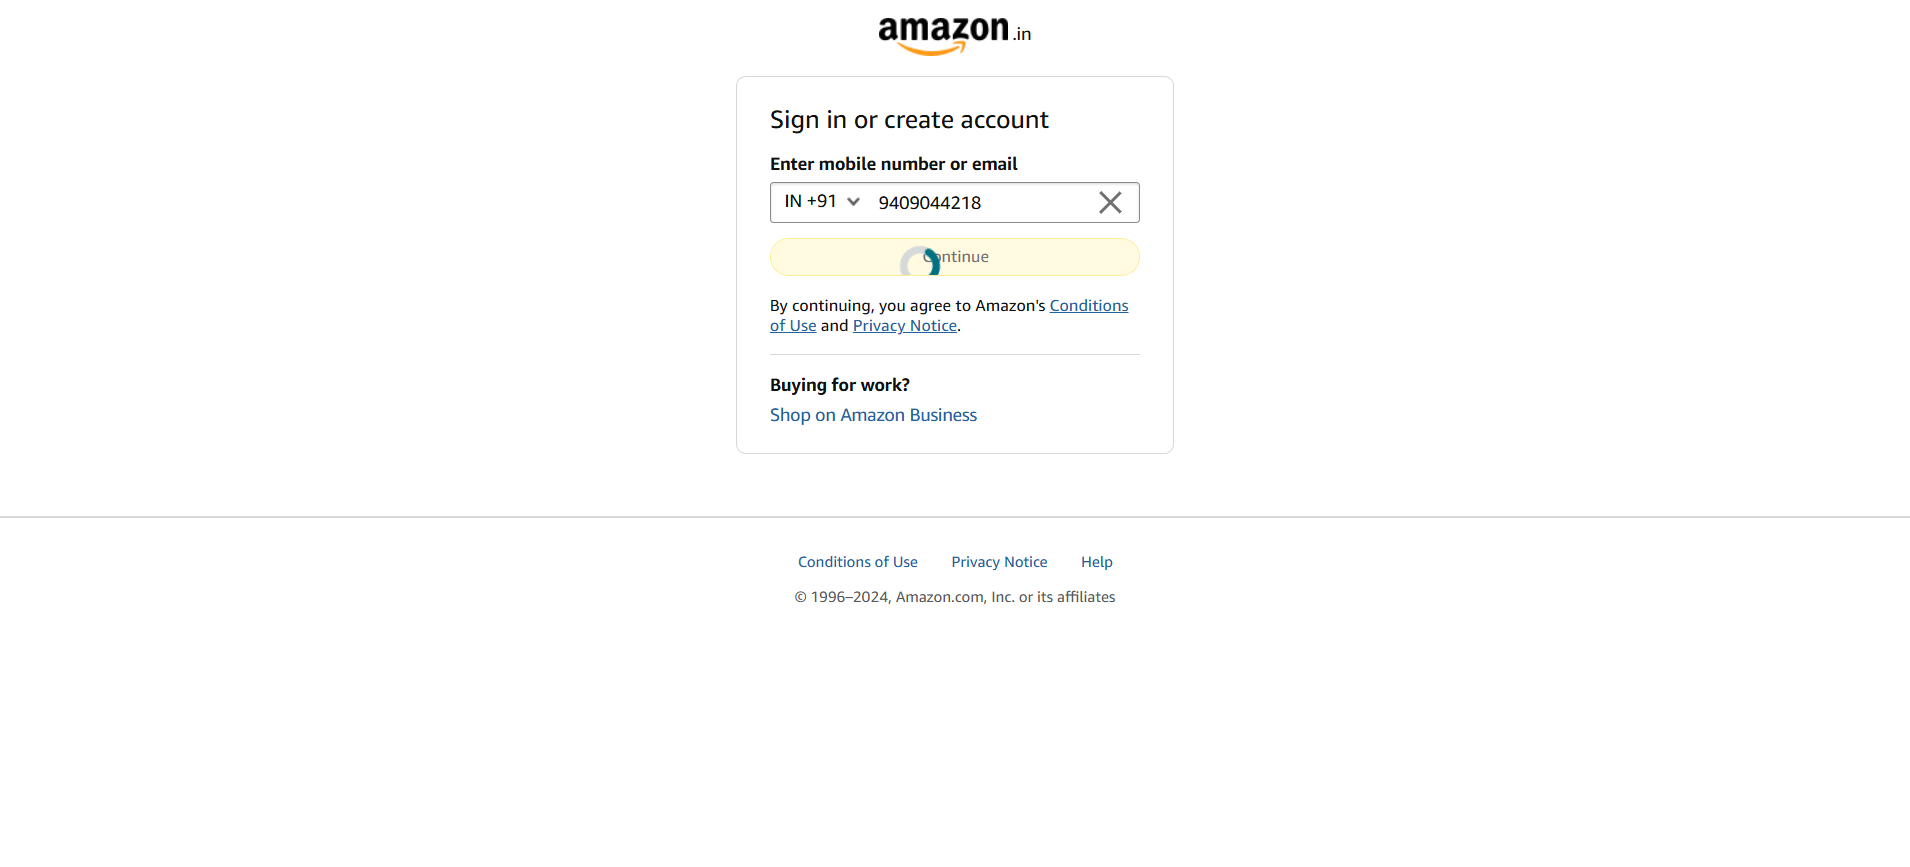 amazon.in
Sign in or create account
Enter mobile number or email
IN +91 9409044218
Continue
By continuing, you agree to Amazon's Conditions
of Use and Privacy Notice.
Buying for work?
Shop on Amazon Business
Conditions of Use Privacy Notice Help
© 1996–2024, Amazon.com, Inc. or its affiliates